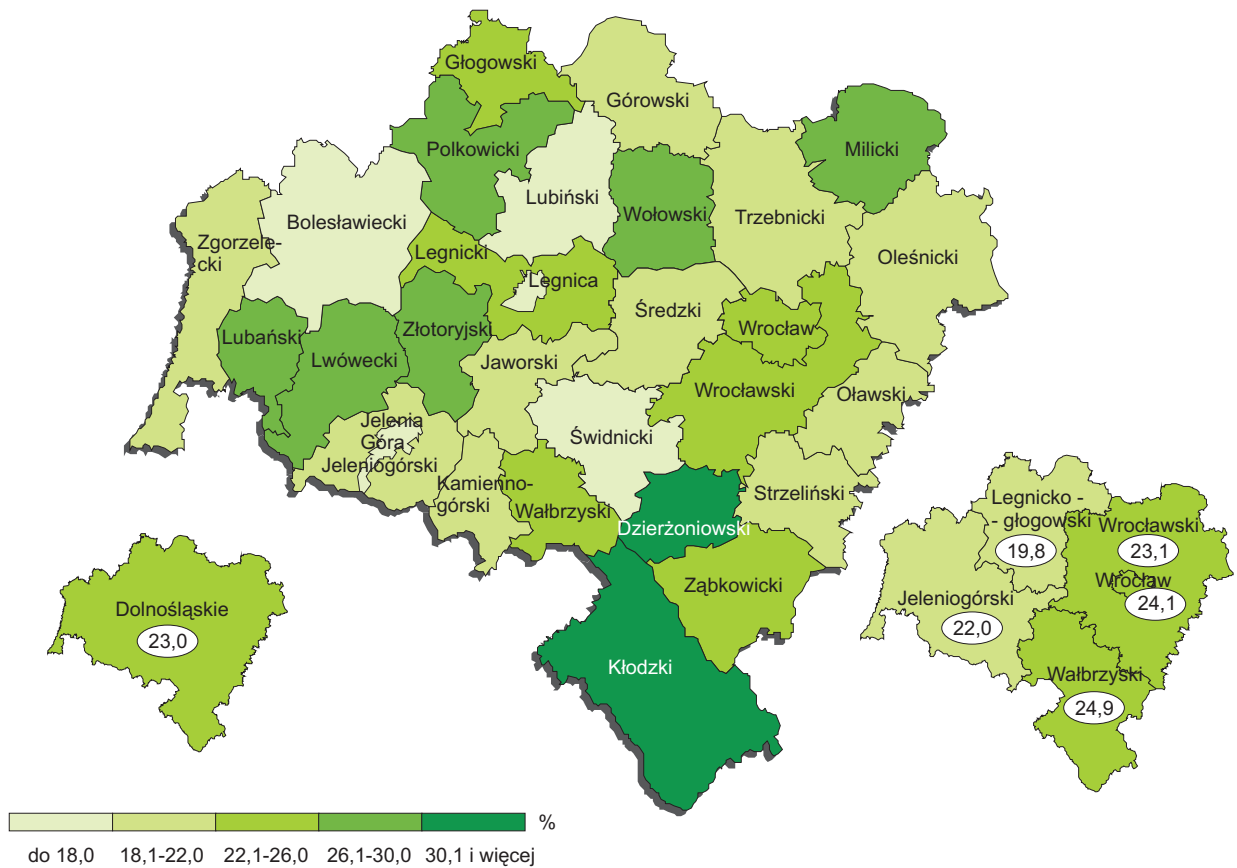 Głogowski
Górowski
Polkowicki
Milicki
Lubiński
Wołowski
Trzebnicki
Bolesławiecki
Zgorzele-
cki
Legnicki
Legnica
Oleśnicki
Lubański
Lwówecki
Złotoryjski
Średzki
Wrocław
Jaworski
Wrocławski
Oławski
Jelenia
Góra
Jeleniogórski
Świdnicki
Kamienno-
górski
Wałbrzyski
Strzeliński
Dzierżoniowski
Ząbkowicki
Kłodzki
Dolnośląskie
23,0
Legnicko -
- głogowski
19,8
Wrocławski
23,1
Wrocław
24,1
Jeleniogórski
22,0
Wałbrzyski
24,9
%
do 18,0 18,1-22,0 22,1-26,0 26,1-30,0 30,1 i więcej